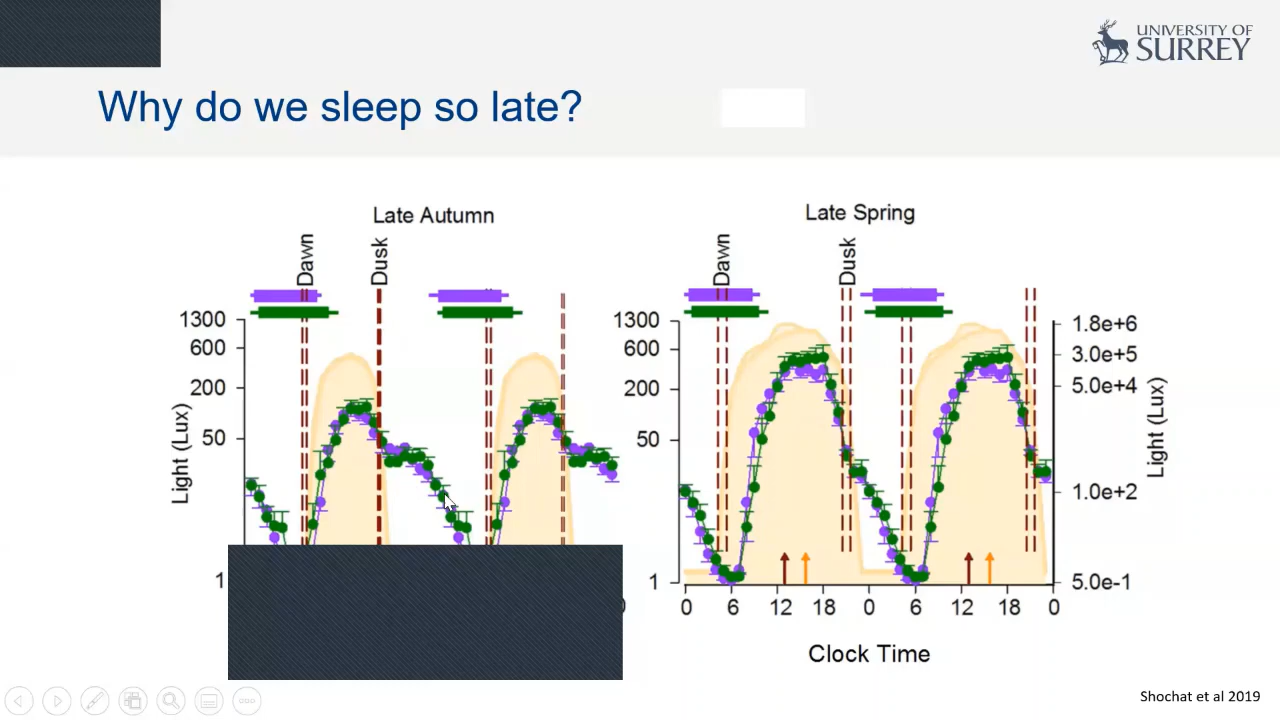 UNIVERSITY OF
SURREY
Why do we sleep so late?
Late Autumn
Late Spring
Dawn
Dusk
Dawn
Dusk
1300
600
200
50
1
Light (Lux)
1300
600
200
50
1
1.8e+6
3.0e+5
5.0e+4
1.0e+2
5.0e-1
Light (Lux)
0 6 12 18 0 6 12 18 0
Clock Time
Shochat et al 2019